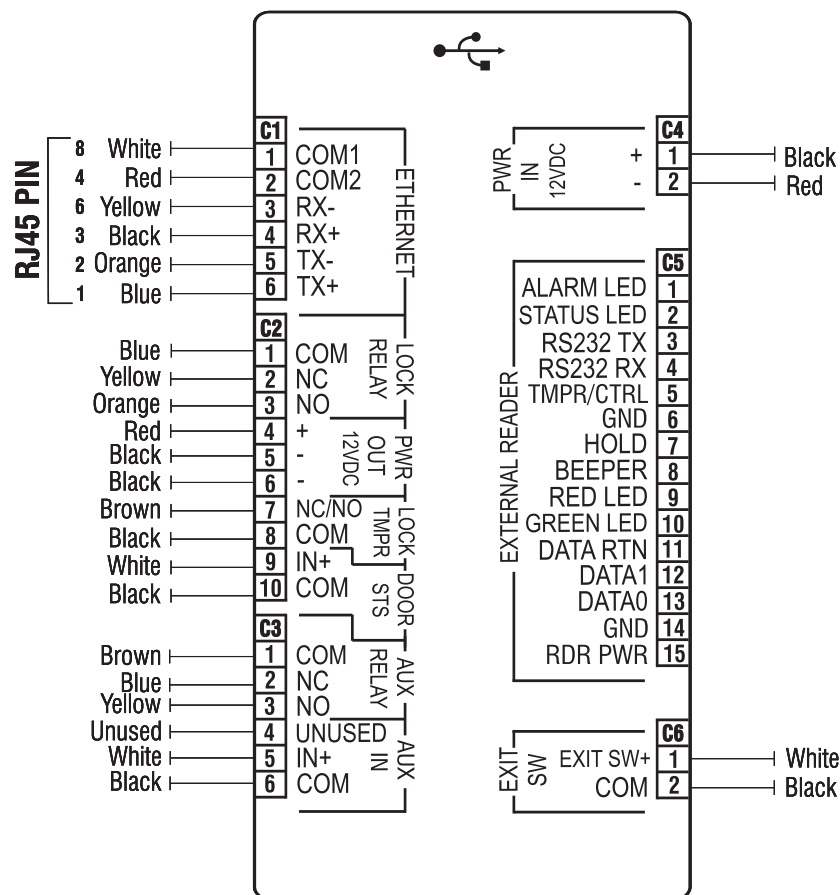 RJ45 PIN
C1
8 White 1 COM1
4 Red 2 COM2
6 Yellow 3 RX-
3 Black 4 RX+
2 Orange 5 TX-
1 Blue 6 TX+
ETHERNET
C2
Blue 1 COM
Yellow 2 NC
Orange 3 NO
LOCK
RELAY
Red 4 +
Black 5 -
Black 6 -
PWR
OUT
12VDC
Brown 7 NC/NO
Black 8 COM
LOCK
TMPR
White 9 IN+
Black 10 COM
DOOR
STS
C3
Brown 1 COM
Blue 2 NC
Yellow 3 NO
AUX
RELAY
Unused 4 UNUSED
White 5 IN+
Black 6 COM
AUX
IN
C4
PWR
IN
12VDC
+ 1 Black
- 2 Red
C5
EXTERNAL READER
ALARM LED 1
STATUS LED 2
RS232 TX 3
RS232 RX 4
TMPR/CTRL 5
GND 6
HOLD 7
BEEPER 8
RED LED 9
GREEN LED 10
DATA RTN 11
DATA1 12
DATA0 13
GND 14
RDR PWR 15
C6
EXIT
SW
EXIT SW+ 1 White
COM 2 Black